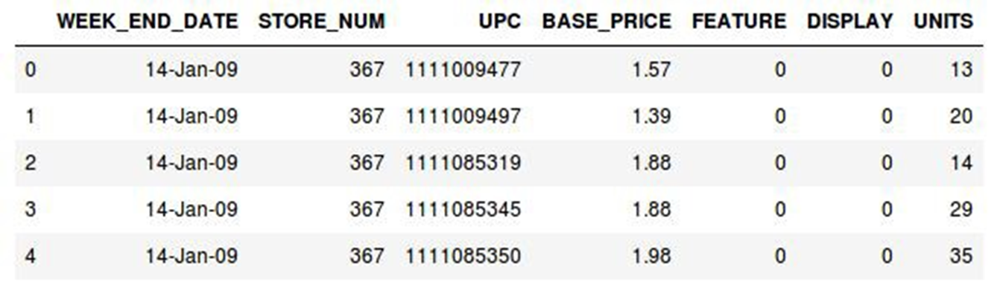 WEEK_END_DATE STORE_NUM UPC BASE_PRICE FEATURE DISPLAY UNITS
0 14-Jan-09 367 1111009477 1.57 0 0 13
1 14-Jan-09 367 1111009497 1.39 0 0 20
2 14-Jan-09 367 1111085319 1.88 0 0 14
3 14-Jan-09 367 1111085345 1.88 0 0 29
4 14-Jan-09 367 1111085350 1.98 0 0 35